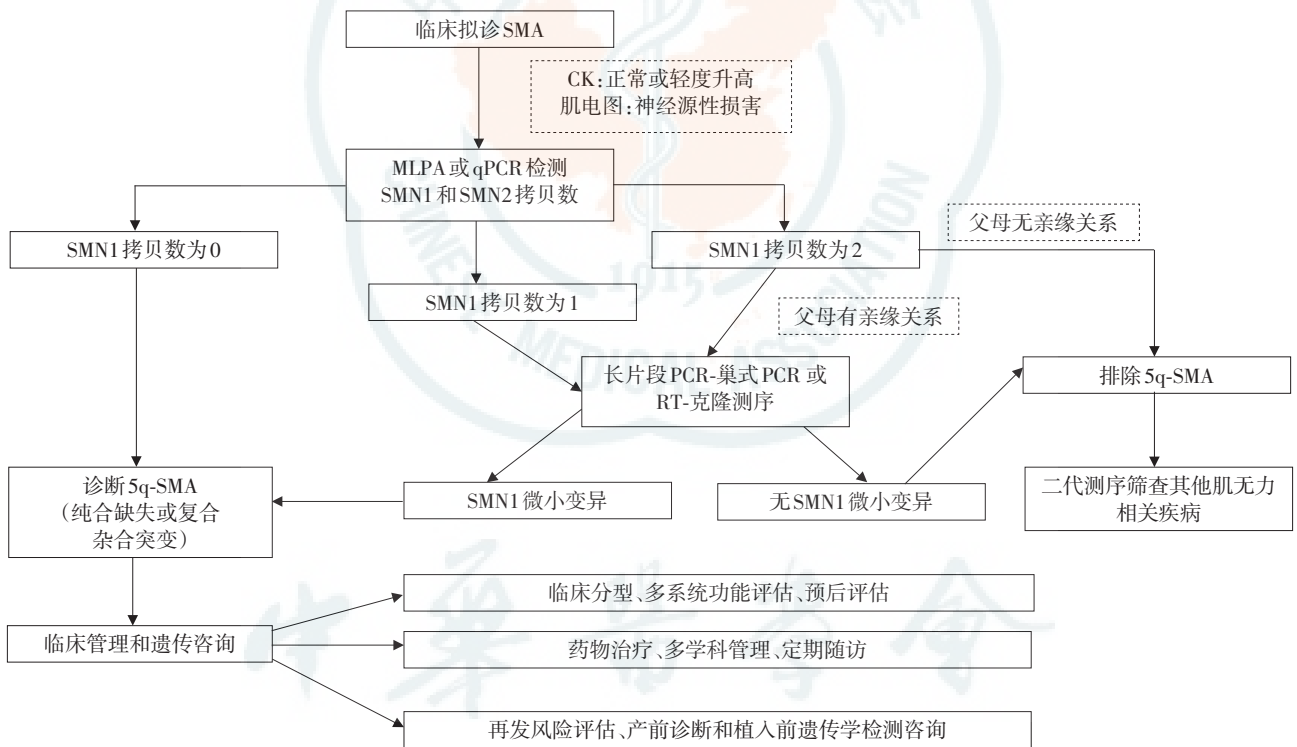 临床拟诊SMA
CK:正常或轻度升高
肌电图:神经源性损害
MLPA或qPCR检测
SMN1和SMN2拷贝数
SMN1拷贝数为0
SMN1拷贝数为2
父母无亲缘关系
SMN1拷贝数为1
父母有亲缘关系
长片段PCR-巢式PCR 或
RT-克隆测序
排除5q-SMA
诊断5q-SMA
(纯合缺失或复合
杂合突变)
SMN1微小变异
无SMN1微小变异
二代测序筛查其他肌无力
相关疾病
临床管理和遗传咨询
临床分型、多系统功能评估、预后评估
药物治疗、多学科管理、定期随访
再发风险评估、产前诊断和植入前遗传学检测咨询
1915
CHINESE MEDICAL ASSOCIATION
中华医学会